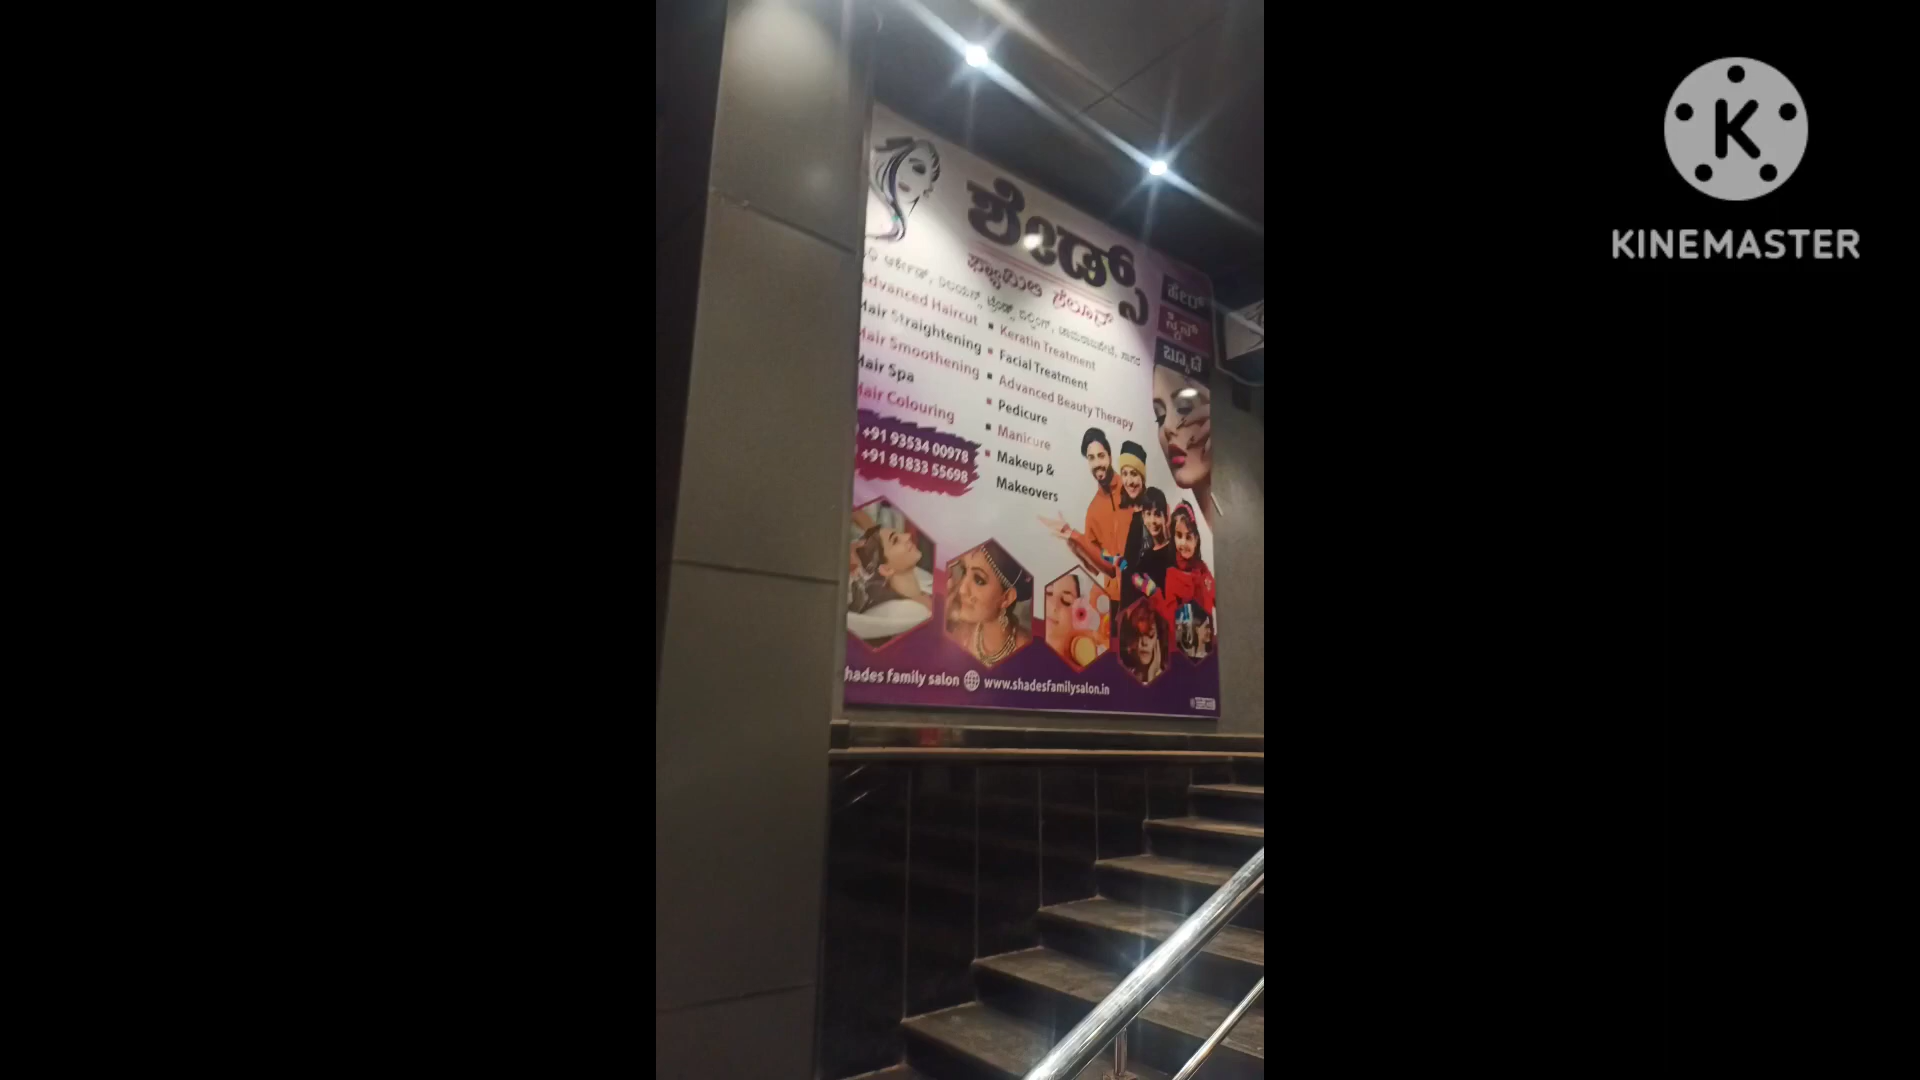 ಶೇಡ್ಸ್
ಫ್ಯಾಮಿಲಿ ಸೆಲೂನ್
ಹೇರ್
ಸ್ಕಿನ್
ಬ್ಯೂಟಿ
Advanced Haircut
Hair Straightening
Hair Smoothening
Hair Spa
Hair Colouring
Keratin Treatment
Facial Treatment
Advanced Beauty Therapy
Pedicure
Manicure
Makeup &
Makeovers
+91 93534 00978
+91 81833 55698
hades family salon www.shadesfamilysalon.in
K
KINEMASTER